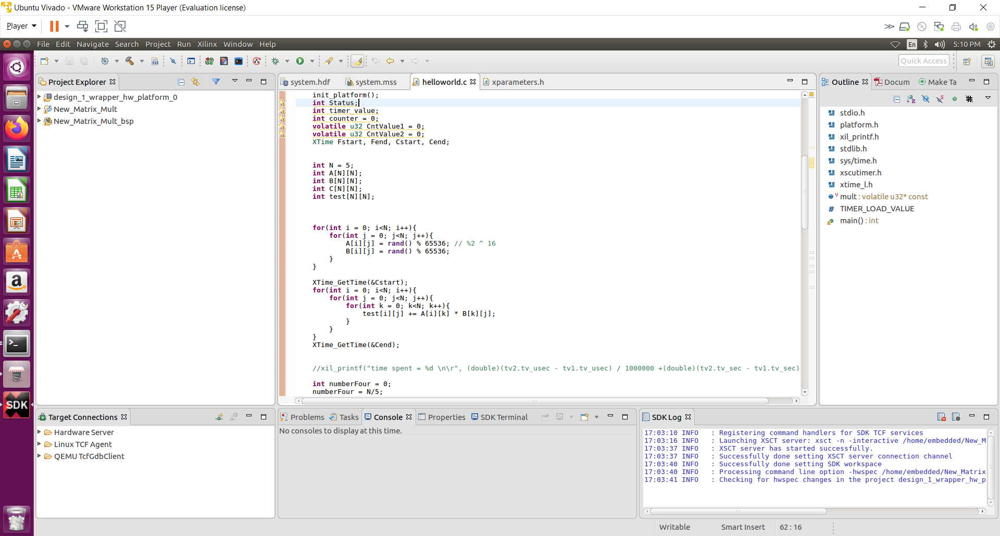 Ubuntu Vivado - VMware Workstation 15 Player (Evaluation license)
Player
File Edit Navigate Search Project Run Xilinx Window Help
En
5:10 PM
Quick Access
Project Explorer
design_1_wrapper_hw_platform_0
New_Matrix_Mult
New_Matrix_Mult_bsp
system.hdf
system.mss
helloworld.c
xparameters.h
init_platform();
int Status;
int timer_value;
int counter = 0;
volatile u32 CntValue1 = 0;
volatile u32 CntValue2 = 0;
XTime Fstart, Fend, Cstart, Cend;
int N = 5;
int A[N][N];
int B[N][N];
int C[N][N];
int test[N][N];
for(int i = 0; i<N; i++){
for(int j = 0; j<N; j++){
A[i][j] = rand() % 65536; // %2 ^ 16
B[i][j] = rand() % 65536;
}
}
XTime_GetTime(&Cstart);
for(int i = 0; i<N; i++){
for(int j = 0; j<N; j++){
for(int k = 0; k<N; k++){
test[i][j] += A[i][k] * B[k][j];
}
}
}
XTime_GetTime(&Cend);
//xil_printf("time spent = %d \n\r", (double)(tv2.tv_usec - tv1.tv_usec) / 1000000 +(double)(tv2.tv_sec - tv1.tv_sec)
int numberFour = 0;
numberFour = N/5;
Outline
Docum
Make Ta
stdio.h
platform.h
xil_printf.h
stdlib.h
sys/time.h
xscutimer.h
xtime_l.h
mult : volatile u32* const
TIMER_LOAD_VALUE
main() : int
SDK
Target Connections
Hardware Server
Linux TCF Agent
QEMU TcfGdbClient
Problems
Tasks
Console
Properties
SDK Terminal
No consoles to display at this time.
SDK Log
17:03:10 INFO : Registering command handlers for SDK TCF services
17:03:16 INFO : Launching XSCT server: xsct -n -interactive /home/embedded/New_M
17:03:37 INFO : XSCT server has started successfully.
17:03:37 INFO : Successfully done setting XSCT server connection channel
17:03:40 INFO : Successfully done setting SDK workspace
17:03:40 INFO : Processing command line option -hwspec /home/embedded/New_Matrix
17:03:41 INFO : Checking for hwspec changes in the project design_1_wrapper_hw_p
Writable
Smart Insert
62 : 16